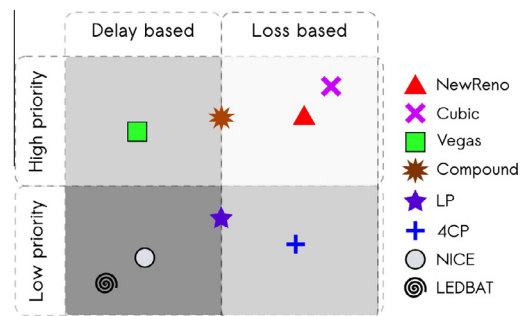 Delay based
Loss based
High priority
Low priority
NewReno
Cubic
Vegas
Compound
LP
4CP
NICE
LEDBAT